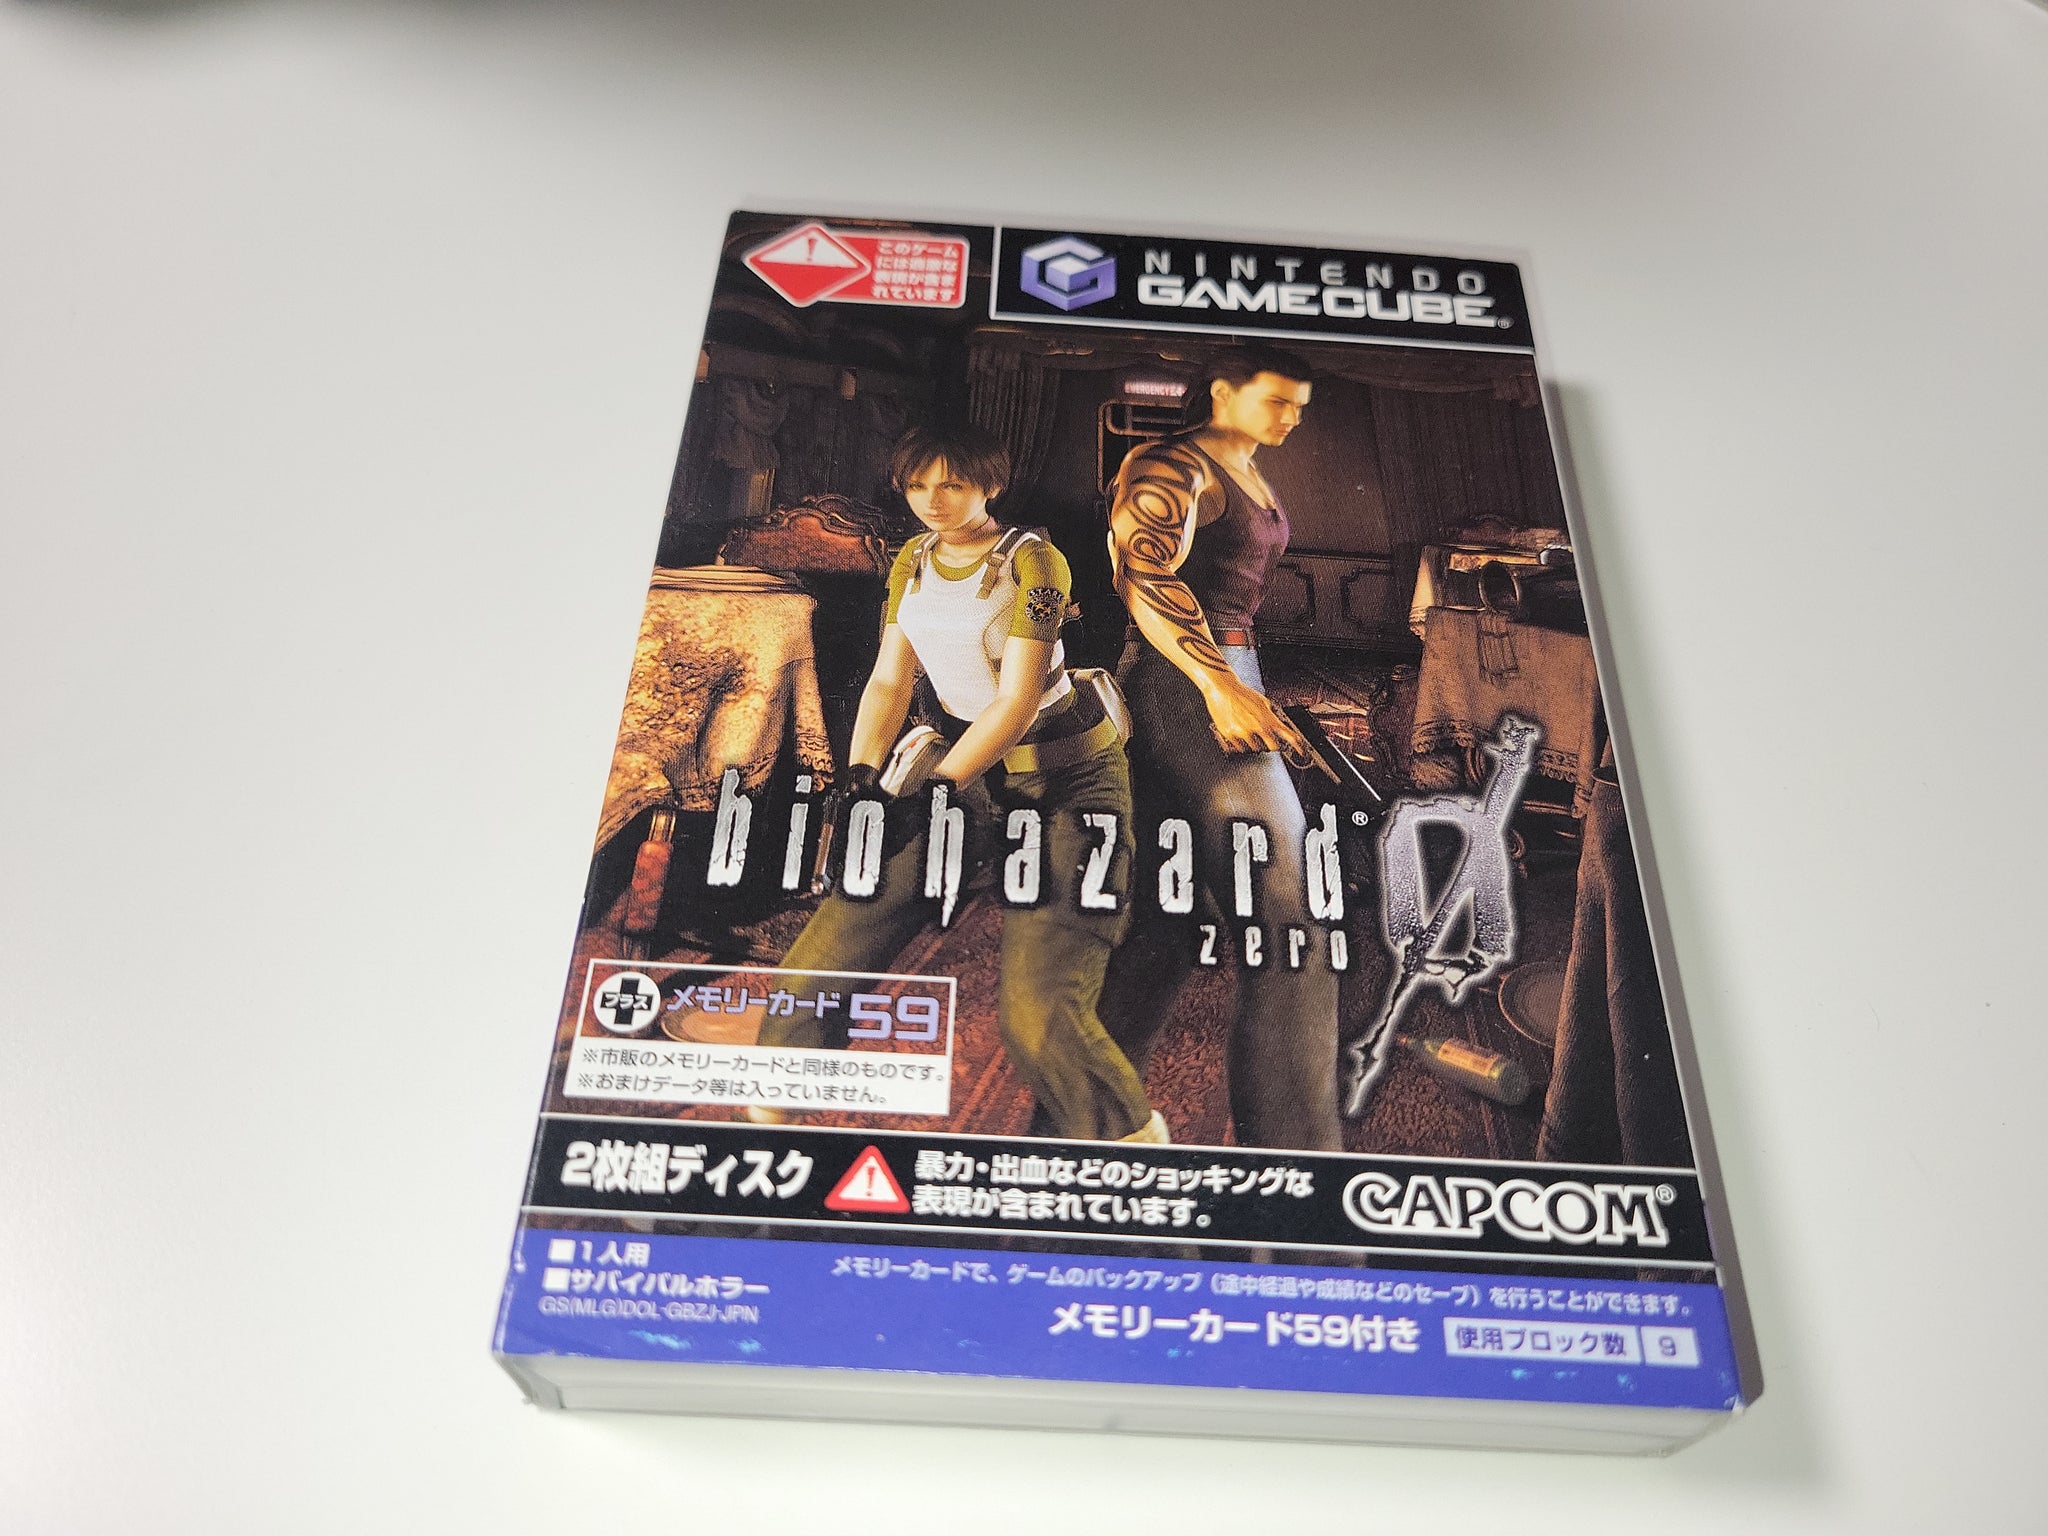 このゲーム
には過激な
表現が含ま
れています
NINTENDO
GAMECUBE®
EMERGENCY
biohazard®
zero
0
プラス
メモリーカード59
※市販のメモリーカードと同様のものです。
※おまけデータ等は入っていません。
2枚組ディスク
暴力・出血などのショッキングな
表現が含まれています。
CAPCOM®
■1人用
■サバイバルホラー
GS(MLG)DOL-GBZJ-JPN
メモリーカードで、ゲームのバックアップ(途中経過や成績などのセーブ)を行うことができます。
メモリーカード59付き
使用ブロック数 9